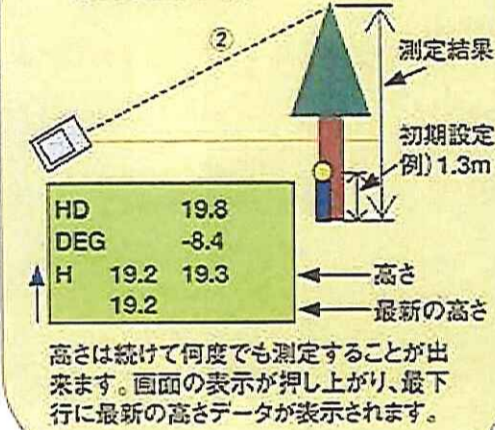 ②
測定結果
初期設定
例）1.3m
HD 19.8
DEG -8.4
H 19.2 19.3
高さ
19.2
最新の高さ
高さは続けて何度でも測定することが出
来ます。画面の表示が押し上がり、最下
行に最新の高さデータが表示されます。